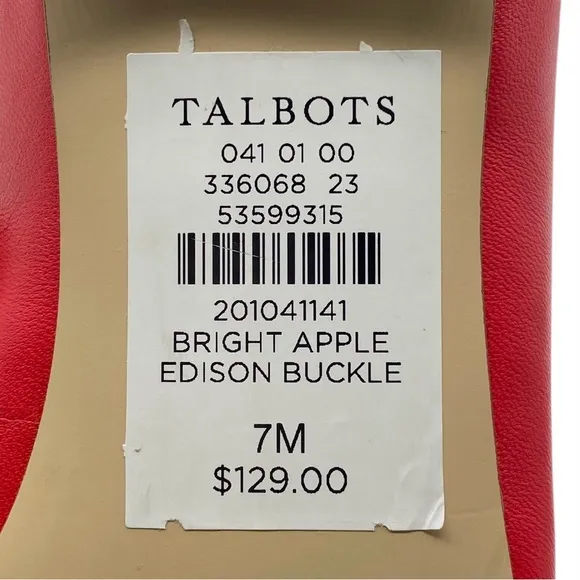 TALBOTS
041 01 00
336068 23
53599315
201041141
BRIGHT APPLE
EDISON BUCKLE
7M
$129.00